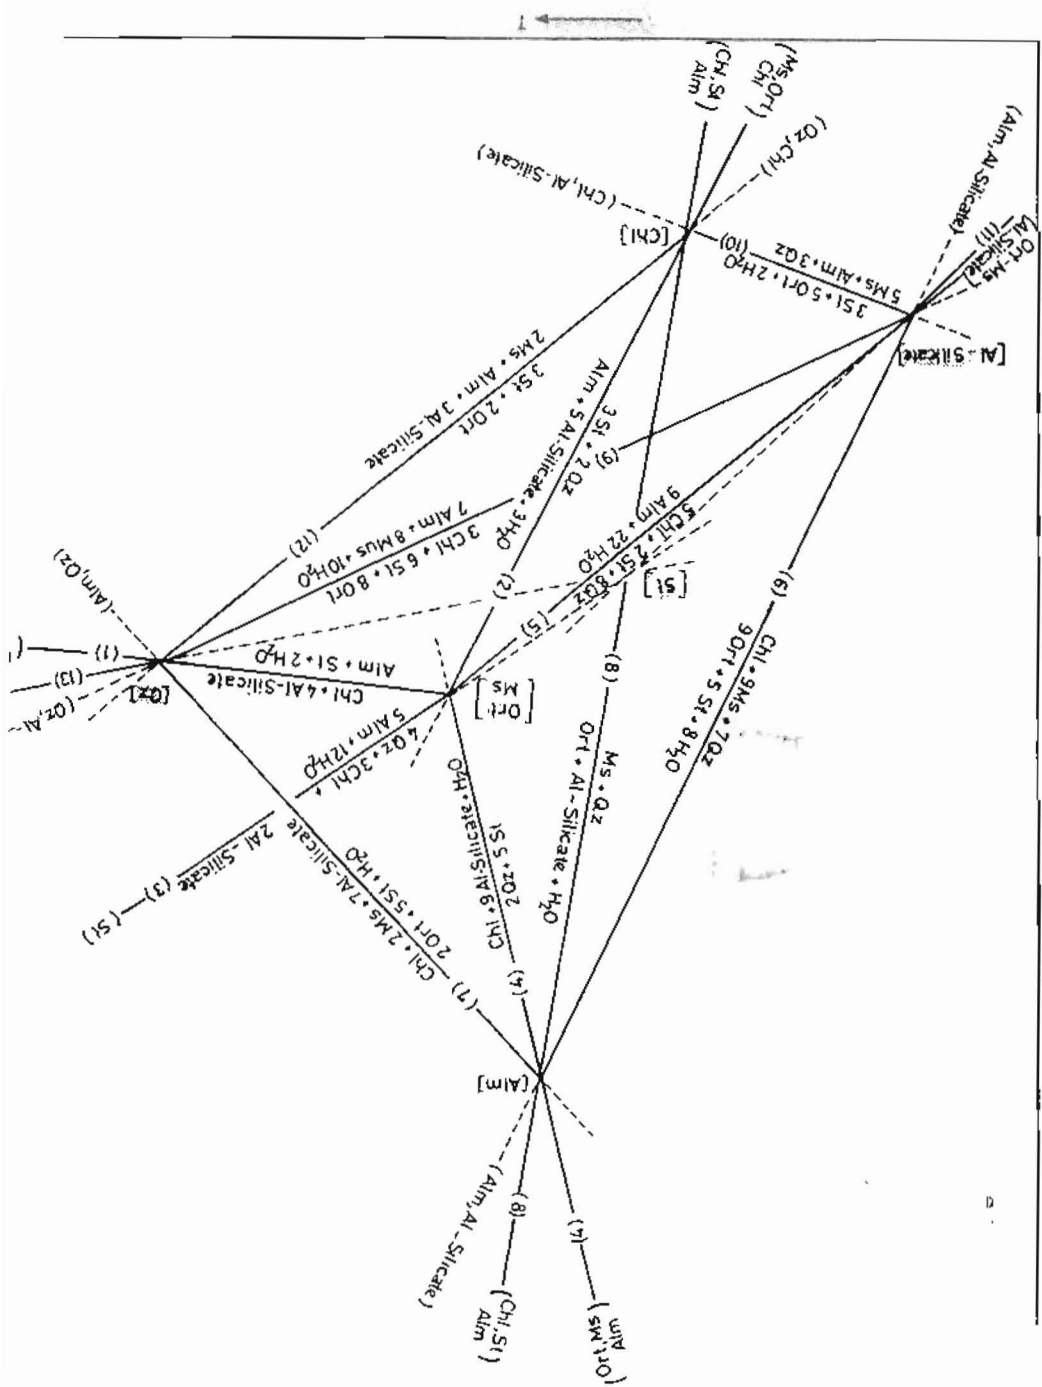 T
(Chl, St)
Alm
(Ms, Ort)
Chl
(Qz, Chl)
(Chl, Al-Silicate)
[Chl]
(Alm, Al-Silicate)
(11)
(Al Silicate)
Ort-Ms
[Al-Silicate]
(10)
5 Ms + Alm + 3 Qz
3 St + 5 Ort + 2 H2O
2 Ms + Alm + 3 Al-Silicate
3 St + 2 Ort
(12)
Alm + 5 Al-Silicate + 3 H2O
3 St + 2 Qz
(2)
(9)
7 Alm + 8 Mus + 10 H2O
3 Chl + 6 St + 8 Ort
9 Alm + 22 H2O
5 Chl + 2 St + 8 Qz
(5)
[St]
(6)
Chl + 9 Ms + 7 Qz
9 Ort + 5 St + 8 H2O
(Alm, Qz)
(1)
(13)
(Qz, Al-
[Qz]
Alm + St + 2 H2O
Chl + 4 Al-Silicate
[Ort
Ms]
4 Qz + 3 Chl +
5 Alm + 12 H2O
2 Al-Silicate
(3)
(St)
(8)
Ms + Qz
Ort + Al-Silicate + H2O
Chl + 9 Al-Silicate + H2O
2 Qz + 5 St
(4)
Chl + 2 Ms + 7 Al-Silicate
2 Ort + 5 St + H2O
(7)
[Alm]
(Alm, Al-Silicate)
(8)
(Chl, St)
Alm
(4)
(Ort, Ms)
Alm